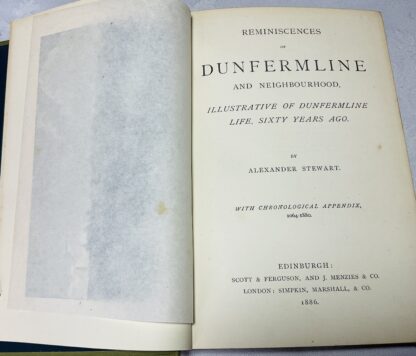 REMINISCENCES
OF
DUNFERMLINE
AND NEIGHBOURHOOD,
ILLUSTRATIVE OF DUNFERMLINE
LIFE, SIXTY YEARS AGO.
BY
ALEXANDER STEWART.
WITH CHRONOLOGICAL APPENDIX,
1064-1880.
EDINBURGH:
SCOTT & FERGUSON, AND J. MENZIES & CO.
LONDON: SIMPKIN, MARSHALL, & CO.
1886.